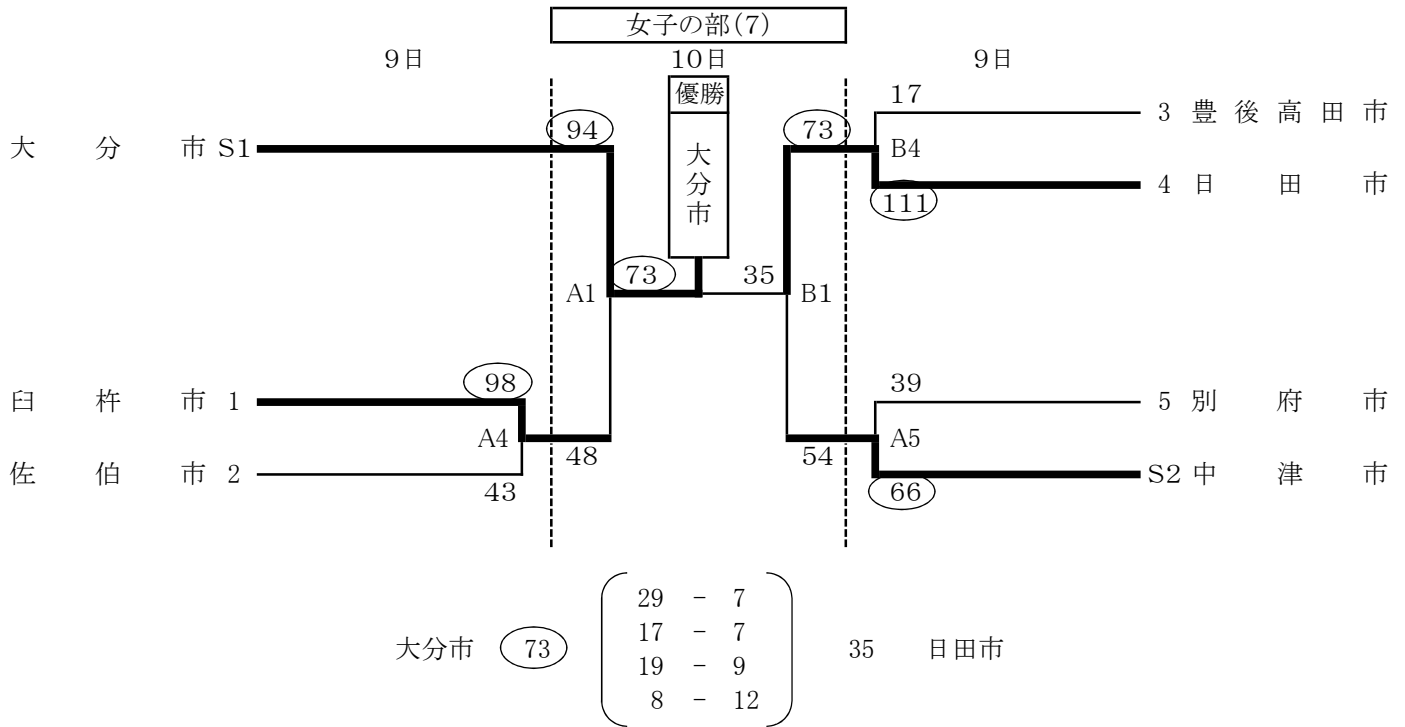 女子の部(7)
9日 10日 9日
優勝
17
3 豊後高田市
94 73
大分市 S1
大分市
B4
4 日田市
111
73 35
A1 B1
98 39
臼杵市 1
5 別府市
A4 A5
48 54
佐伯市 2
S2 中津市
43 66
29 - 7
17 - 7
大分市 73 35 日田市
19 - 9
8 - 12